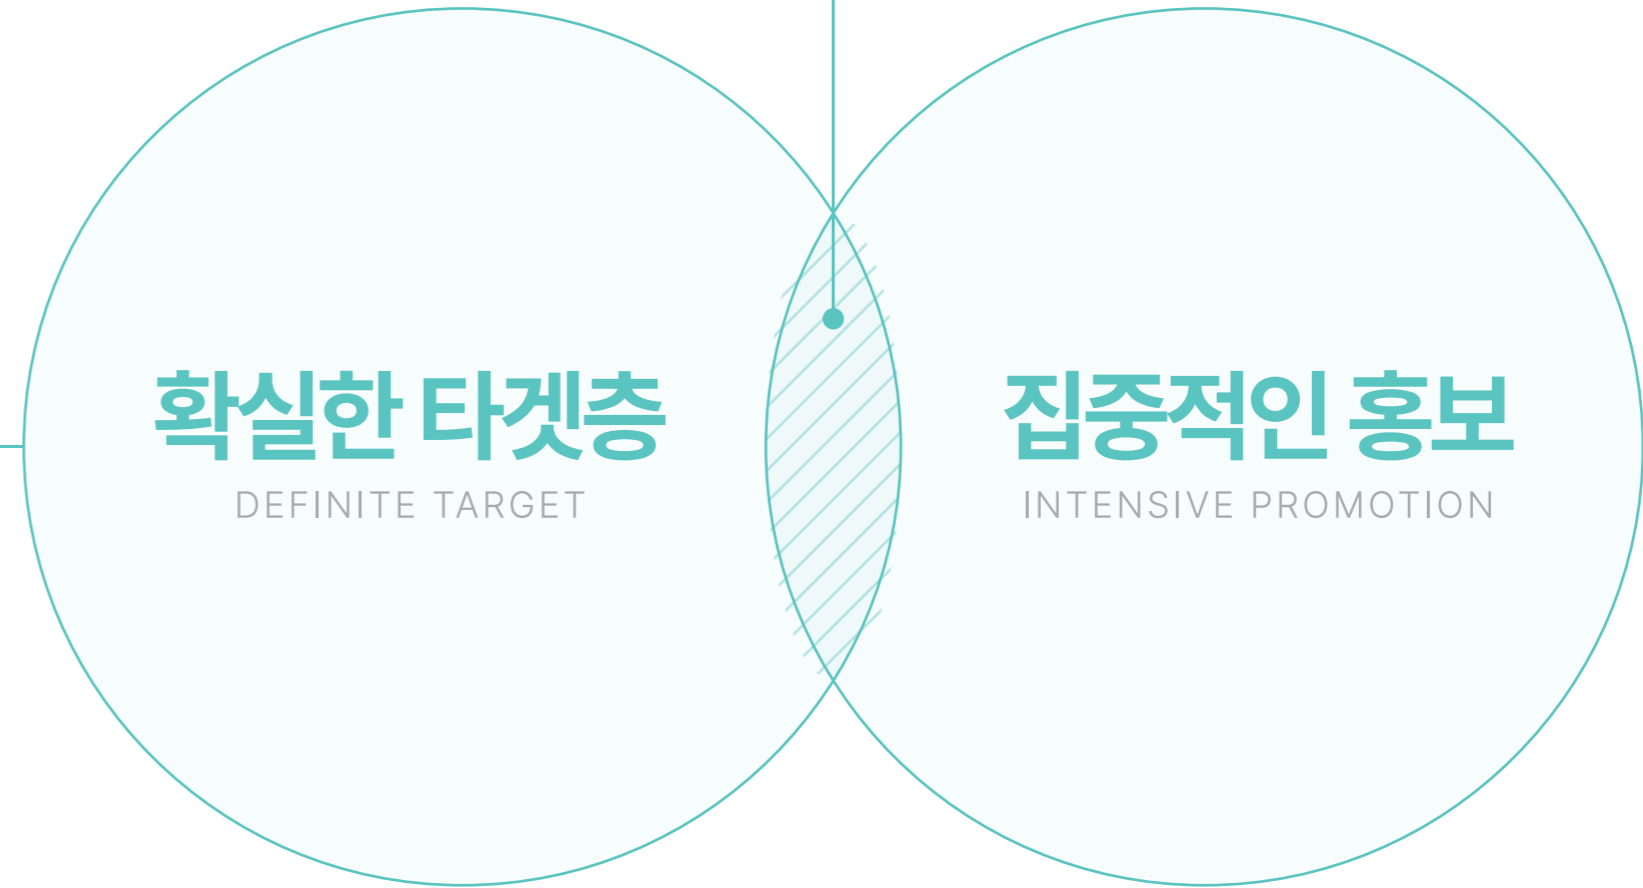 확실한 타겟층
DEFINITE TARGET
집중적인 홍보
INTENSIVE PROMOTION